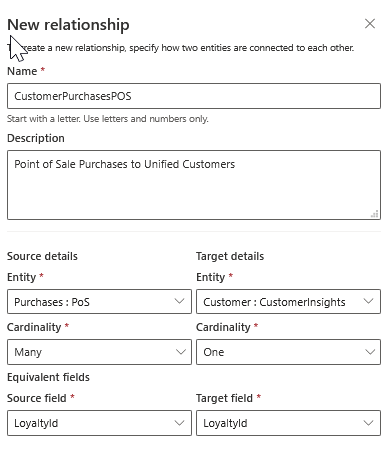 New relationship
To create a new relationship, specify how two entities are connected to each other.
Name *
CustomerPurchasesPOS
Start with a letter. Use letters and numbers only.
Description
Point of Sale Purchases to Unified Customers
Source details
Target details
Entity *
Entity *
Purchases : PoS
Customer : CustomerInsights
Cardinality *
Cardinality *
Many
One
Equivalent fields
Source field *
Target field *
LoyaltyId
LoyaltyId